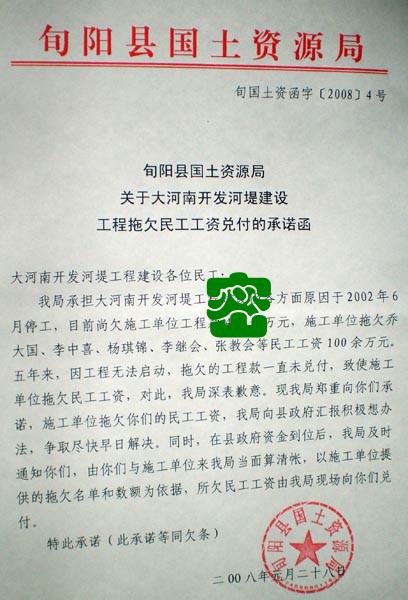 旬阳县国土资源局
旬国土资函字〔2008〕4号
旬阳县国土资源局
关于大河南开发河堤建设
工程拖欠民工工资兑付的承诺函
大河南开发河堤工程建设各位民工：
我局承担大河南开发河堤工 方面原因于2002年6
月停工，目前尚欠施工单位工程 万元，施工单位拖欠乔
大国、李中喜、杨琪锦、李继会、张教会等民工工资100余万元。
五年来，因工程无法启动，拖欠的工程款一直未兑付，致使施工
单位拖欠民工工资，对此，我局深表歉意。现我局郑重向你们承
诺，施工单位拖欠你们的民工工资，我局向县政府汇报积极想办
法，争取尽快早日解决。同时，在县政府资金到位后，我局及时
通知你们，由你们与施工单位来我局当面算清帐，以施工单位提
供的拖欠名单和数额为依据，所欠民工工资由我局现场向你们兑
付。
特此承诺（此承诺等同欠条）
旬阳县国土资源局
二00八年元月二十八日